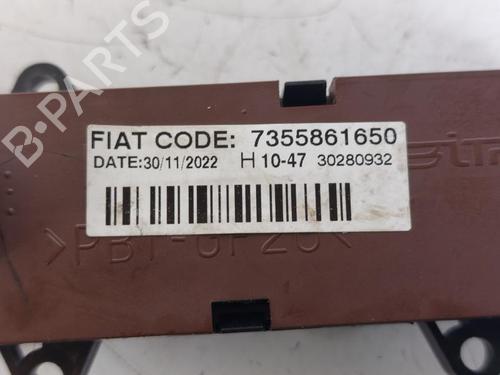 B-PARTS
FIAT CODE: 7355861650
DATE:30/11/2022 H 10-47 30280932
>PBT-GF20<